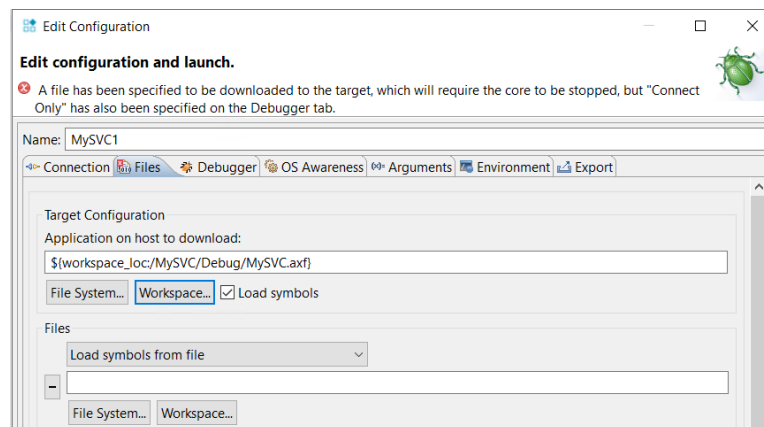 Edit Configuration
Edit configuration and launch.
A file has been specified to be downloaded to the target, which will require the core to be stopped, but "Connect
Only" has also been specified on the Debugger tab.
Name: MySVC1
Connection Files Debugger OS Awareness Arguments Environment Export
Target Configuration
Application on host to download:
${workspace_loc:/MySVC/Debug/MySVC.axf}
File System... Workspace... Load symbols
Files
Load symbols from file
File System... Workspace...